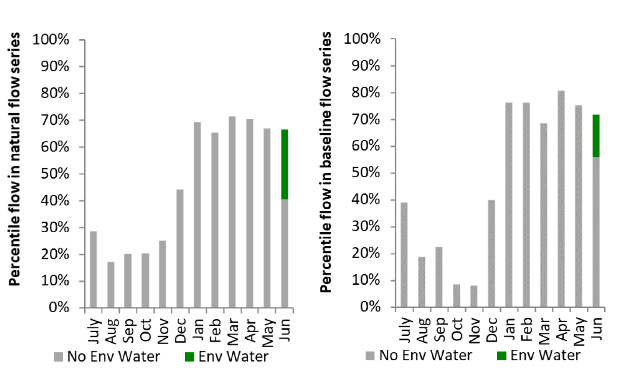 Percentile flow in natural flow series
100%
90%
80%
70%
60%
50%
40%
30%
20%
10%
0%
July
Aug
Sep
Oct
Nov
Dec
Jan
Feb
Mar
Apr
May
Jun
No Env Water
Env Water
Percentile flow in baseline flow series
100%
90%
80%
70%
60%
50%
40%
30%
20%
10%
0%
July
Aug
Sep
Oct
Nov
Dec
Jan
Feb
Mar
Apr
May
Jun
No Env Water
Env Water